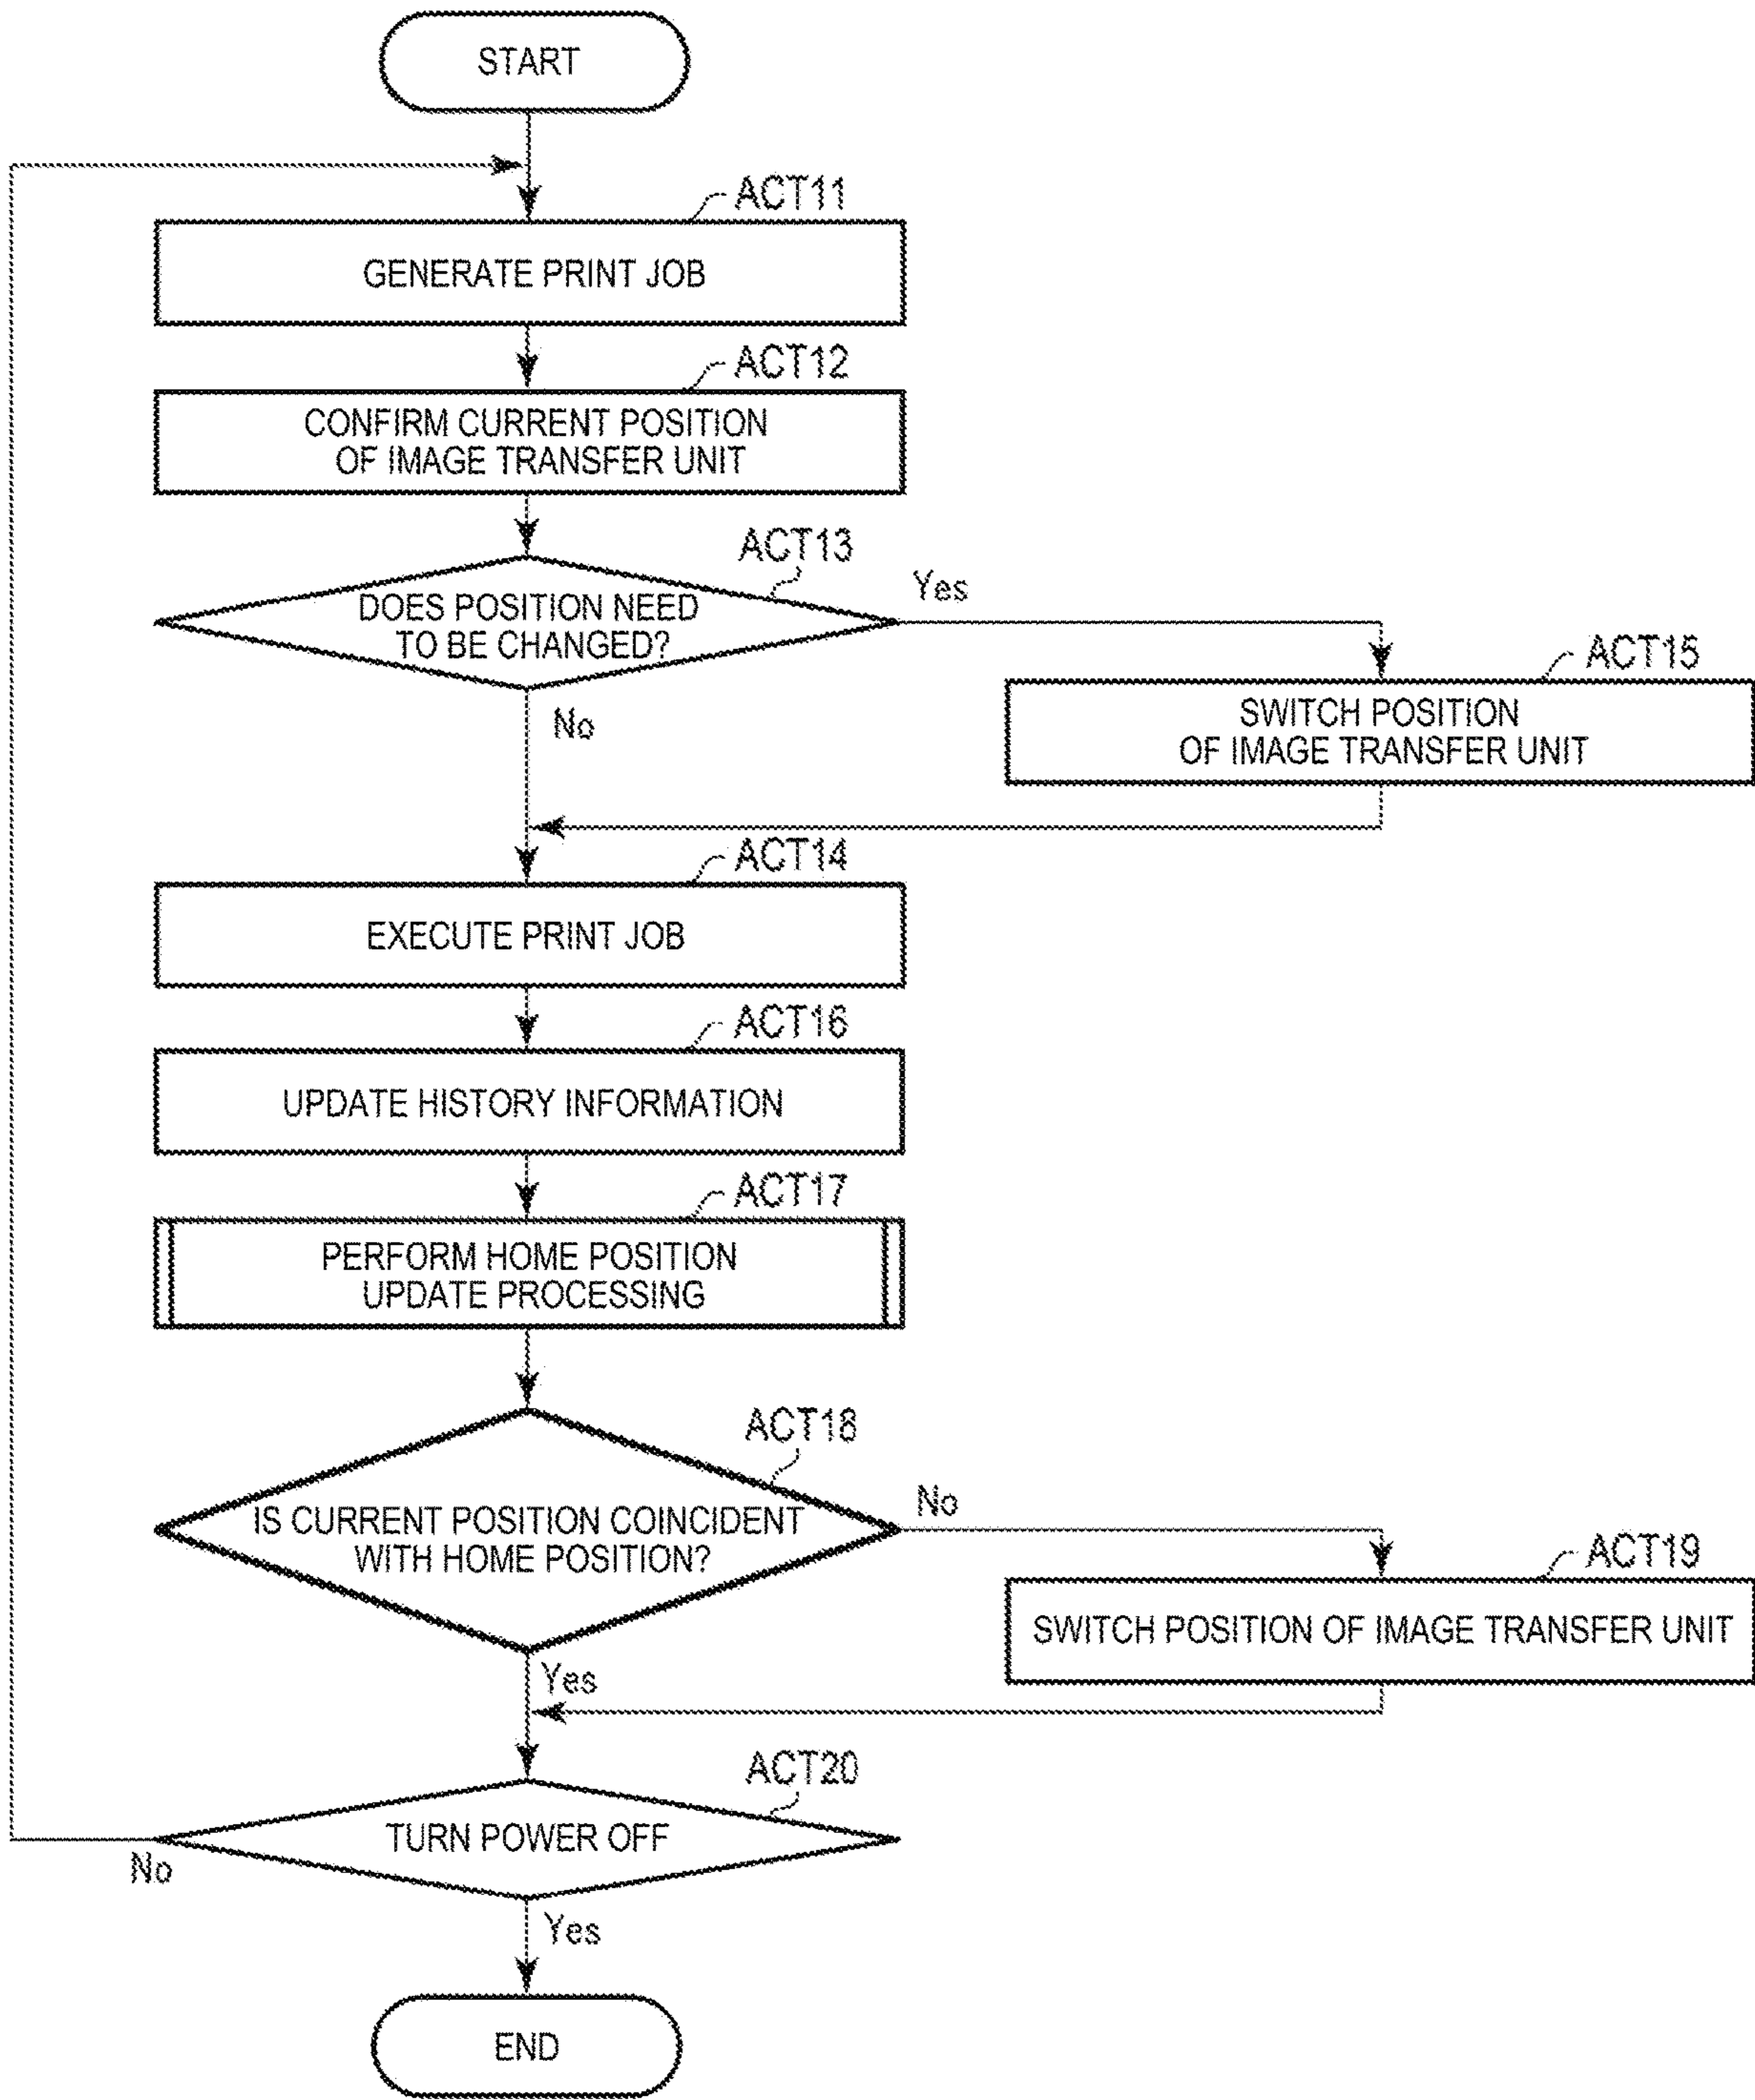 START
ACT11
GENERATE PRINT JOB
ACT12
CONFIRM CURRENT POSITION
OF IMAGE TRANSFER UNIT
ACT13
DOES POSITION NEED
TO BE CHANGED?
Yes
No
ACT15
SWITCH POSITION
OF IMAGE TRANSFER UNIT
ACT14
EXECUTE PRINT JOB
ACT16
UPDATE HISTORY INFORMATION
ACT17
PERFORM HOME POSITION
UPDATE PROCESSING
ACT18
IS CURRENT POSITION COINCIDENT
WITH HOME POSITION?
No
Yes
ACT19
SWITCH POSITION OF IMAGE TRANSFER UNIT
ACT20
TURN POWER OFF
No
Yes
END